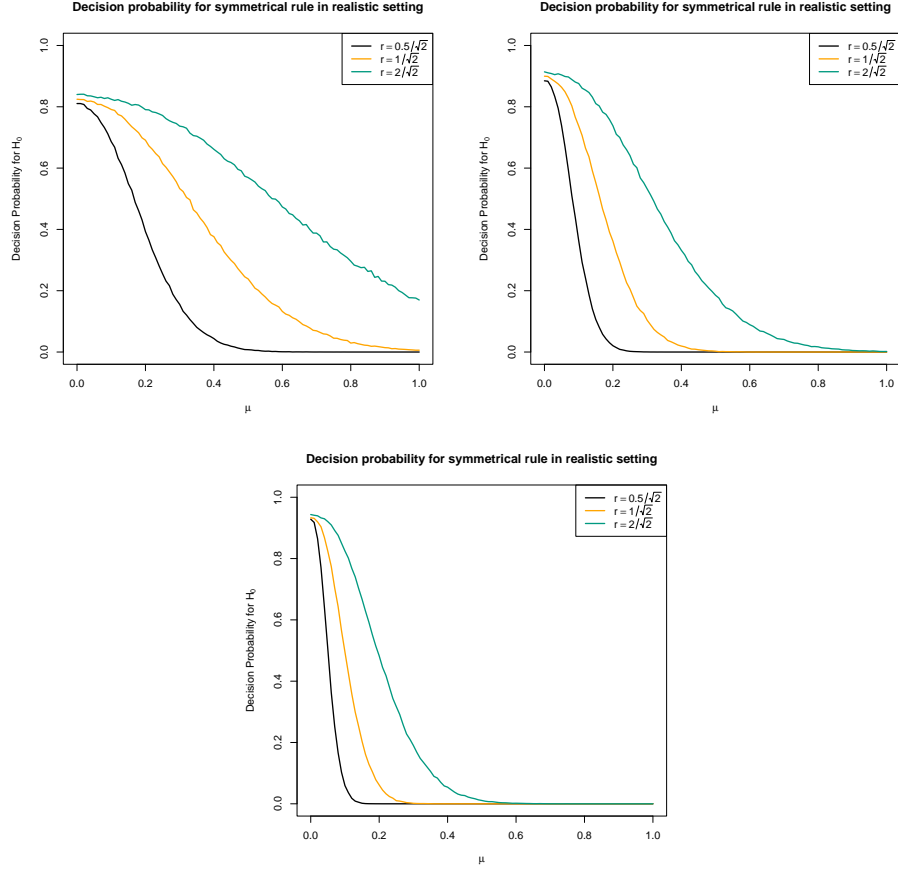 Decision probability for symmetrical rule in realistic setting
Decision Probability for H₀
1.0
0.8
0.6
0.4
0.2
0.0
r = 0.5/√2
r = 1/√2
r = 2/√2
0.0 0.2 0.4 0.6 0.8 1.0
μ
Decision probability for symmetrical rule in realistic setting
Decision Probability for H₀
1.0
0.8
0.6
0.4
0.2
0.0
r = 0.5/√2
r = 1/√2
r = 2/√2
0.0 0.2 0.4 0.6 0.8 1.0
μ
Decision probability for symmetrical rule in realistic setting
Decision Probability for H₀
1.0
0.8
0.6
0.4
0.2
0.0
r = 0.5/√2
r = 1/√2
r = 2/√2
0.0 0.2 0.4 0.6 0.8 1.0
μ